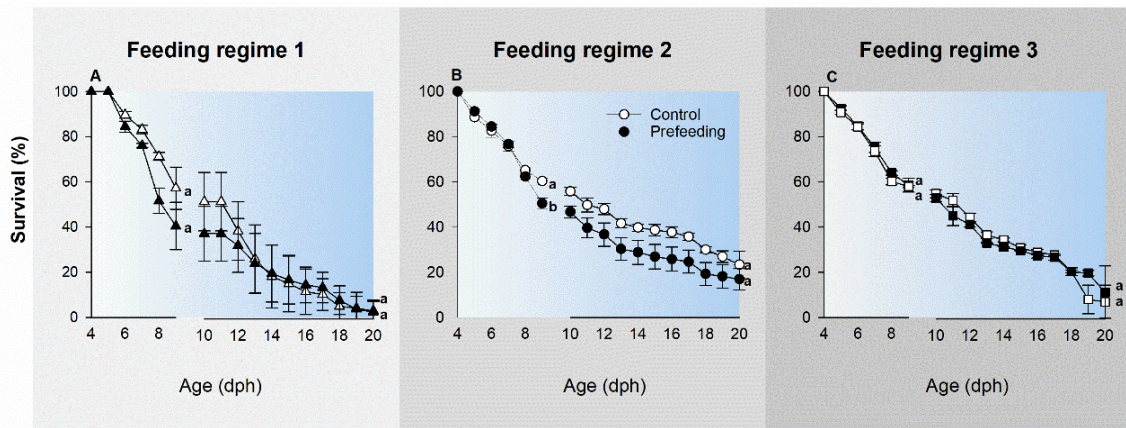 Feeding regime 1 Feeding regime 2 Feeding regime 3
A B C
100 100 100
Control
Prefeeding
80 80 80
60 60 60
a a a
a b a
40 40 40
20 20 20
a a a
a a a
0 0 0
4 6 8 10 12 14 16 18 20 4 6 8 10 12 14 16 18 20 4 6 8 10 12 14 16 18 20
Survival (%)
Age (dph) Age (dph) Age (dph)